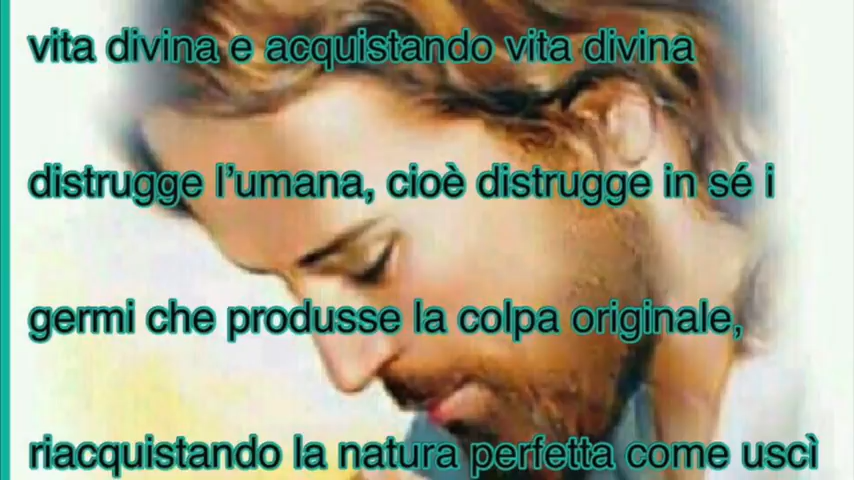 vita divina e acquistando vita divina
distrugge l'umana, cioè distrugge in sé i
germi che produsse la colpa originale,
riacquistando la natura perfetta come uscì